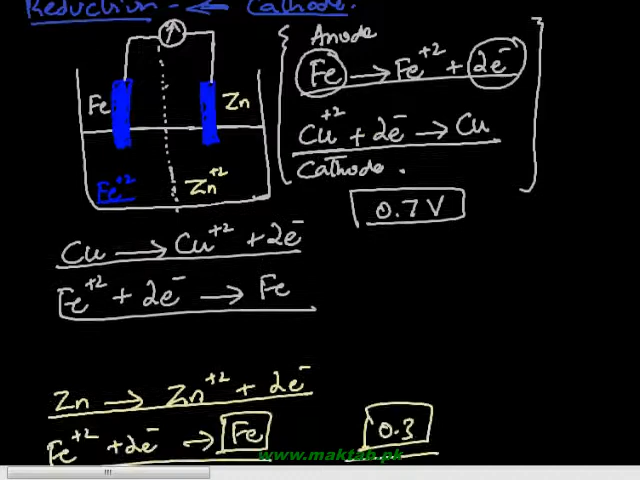 Reduction ← Cathode.
Anode
Fe → Fe+2 + 2e-
Cu+2 + 2e- → Cu
Cathode.
0.7 V
Fe
Zn
Fe+2
Zn+2
Cu → Cu+2 + 2e-
Fe+2 + 2e- → Fe
Zn → Zn+2 + 2e-
Fe+2 + 2e- → Fe
0.3
www.maktab.pk